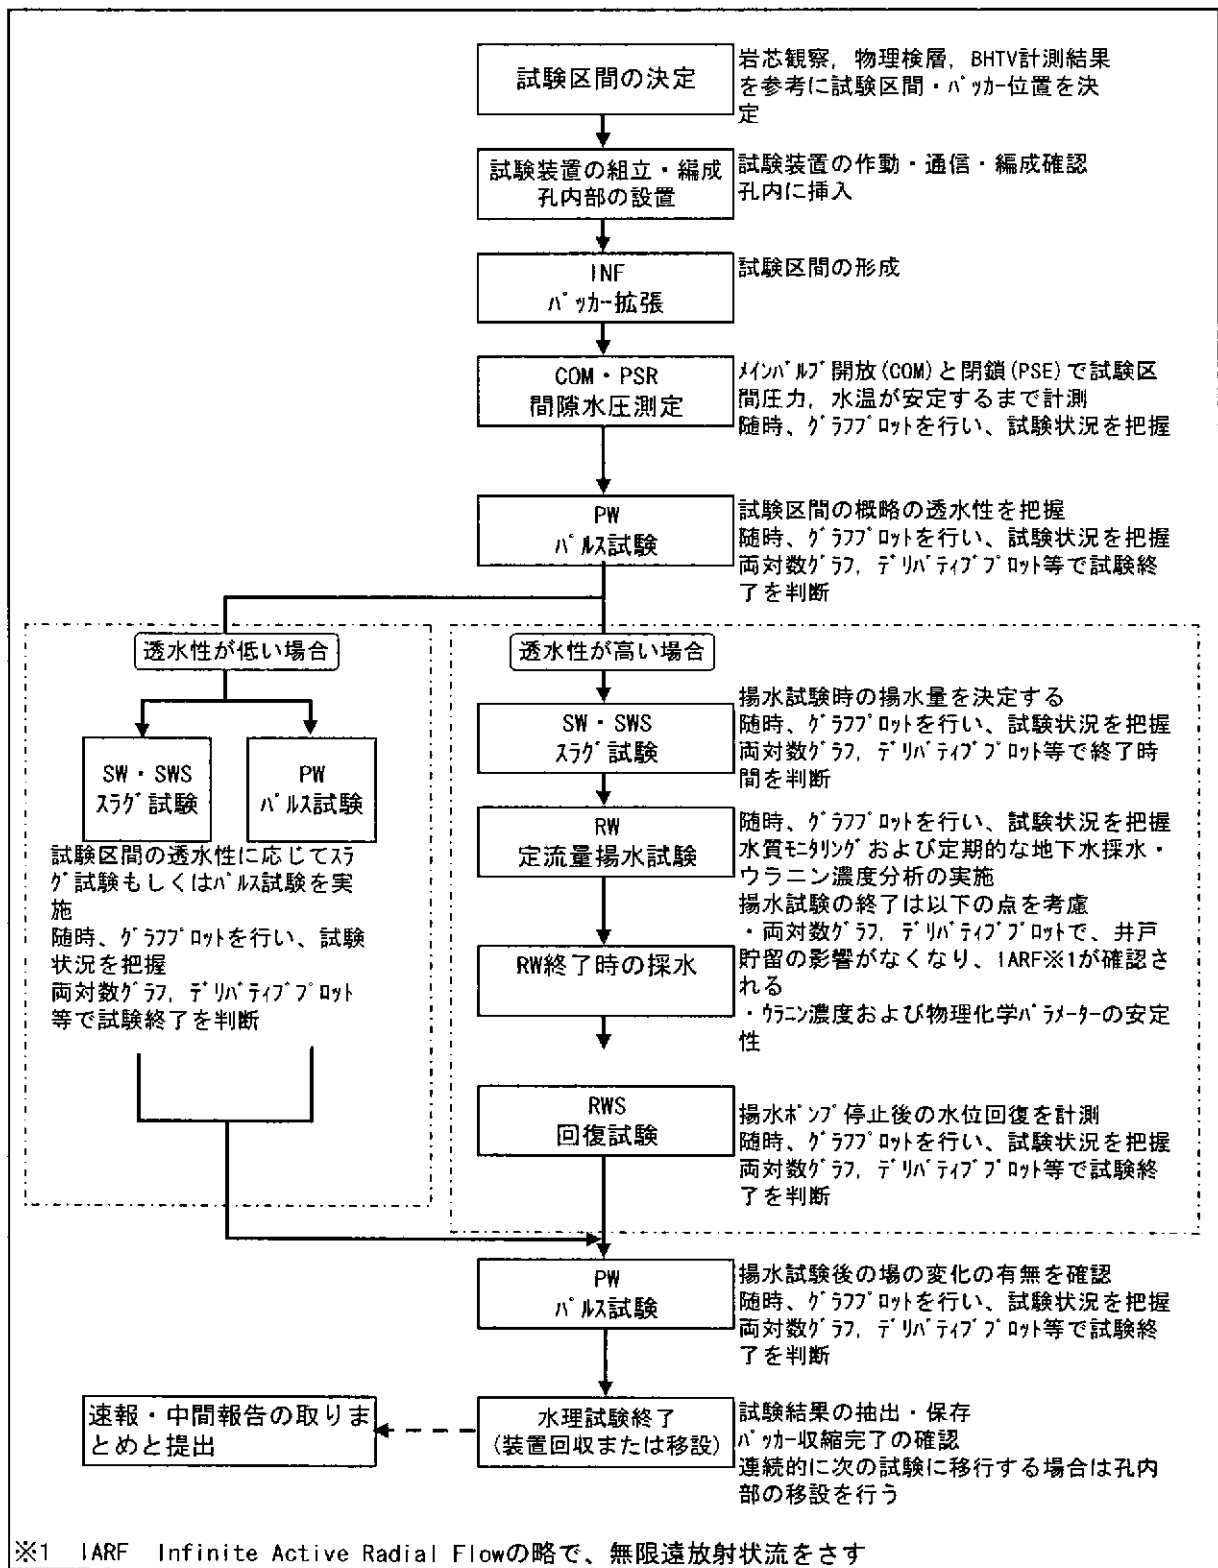 試験区間の決定
岩芯観察, 物理検層, BHTV計測結果
を参考に試験区間・ﾊﾟｯｶｰ位置を決
定
試験装置の組立・編成
孔内部の設置
試験装置の作動・通信・編成確認
孔内に挿入
INF
ﾊﾟｯｶｰ拡張
試験区間の形成
COM・PSR
間隙水圧測定
ﾒｲﾝﾊﾞﾙﾌﾞ開放(COM)と閉鎖(PSE)で試験区
間圧力, 水温が安定するまで計測
随時、ｸﾞﾗﾌﾌﾟﾛｯﾄを行い、試験状況を把握
PW
ﾊﾟﾙｽ試験
試験区間の概略の透水性を把握
随時、ｸﾞﾗﾌﾌﾟﾛｯﾄを行い、試験状況を把握
両対数ｸﾞﾗﾌ, ﾃﾞﾘﾊﾞﾃｨﾌﾞﾌﾟﾛｯﾄ等で試験終
了を判断
透水性が低い場合
SW・SWS
ｽﾗｸﾞ試験
PW
ﾊﾟﾙｽ試験
試験区間の透水性に応じてｽﾗ
ｸﾞ試験もしくはﾊﾟﾙｽ試験を実
施
随時、ｸﾞﾗﾌﾌﾟﾛｯﾄを行い、試験
状況を把握
両対数ｸﾞﾗﾌ, ﾃﾞﾘﾊﾞﾃｨﾌﾞﾌﾟﾛｯﾄ
等で試験終了を判断
透水性が高い場合
SW・SWS
ｽﾗｸﾞ試験
揚水試験時の揚水量を決定する
随時、ｸﾞﾗﾌﾌﾟﾛｯﾄを行い、試験状況を把握
両対数ｸﾞﾗﾌ, ﾃﾞﾘﾊﾞﾃｨﾌﾞﾌﾟﾛｯﾄ等で終了時
間を判断
RW
定流量揚水試験
随時、ｸﾞﾗﾌﾌﾟﾛｯﾄを行い、試験状況を把握
水質ﾓﾆﾀﾘﾝｸﾞおよび定期的な地下水採水・
ウラニン濃度分析の実施
揚水試験の終了は以下の点を考慮
・両対数ｸﾞﾗﾌ, ﾃﾞﾘﾊﾞﾃｨﾌﾞﾌﾟﾛｯﾄで、井戸
貯留の影響がなくなり、IARF※1が確認さ
れる
・ｳﾗﾆﾝ濃度および物理化学ﾊﾟﾗﾒｰﾀｰの安定
性
RW終了時の採水
RWS
回復試験
揚水ﾎﾟﾝﾌﾟ停止後の水位回復を計測
随時、ｸﾞﾗﾌﾌﾟﾛｯﾄを行い、試験状況を把握
両対数ｸﾞﾗﾌ, ﾃﾞﾘﾊﾞﾃｨﾌﾞﾌﾟﾛｯﾄ等で試験終
了を判断
PW
ﾊﾟﾙｽ試験
揚水試験後の場の変化の有無を確認
随時、ｸﾞﾗﾌﾌﾟﾛｯﾄを行い、試験状況を把握
両対数ｸﾞﾗﾌ, ﾃﾞﾘﾊﾞﾃｨﾌﾞﾌﾟﾛｯﾄ等で試験終
了を判断
速報・中間報告の取りま
とめと提出
水理試験終了
(装置回収または移設)
試験結果の抽出・保存
ﾊﾟｯｶｰ収縮完了の確認
連続的に次の試験に移行する場合は孔内
部の移設を行う
※1 IARF Infinite Active Radial Flowの略で、無限遠放射状流をさす